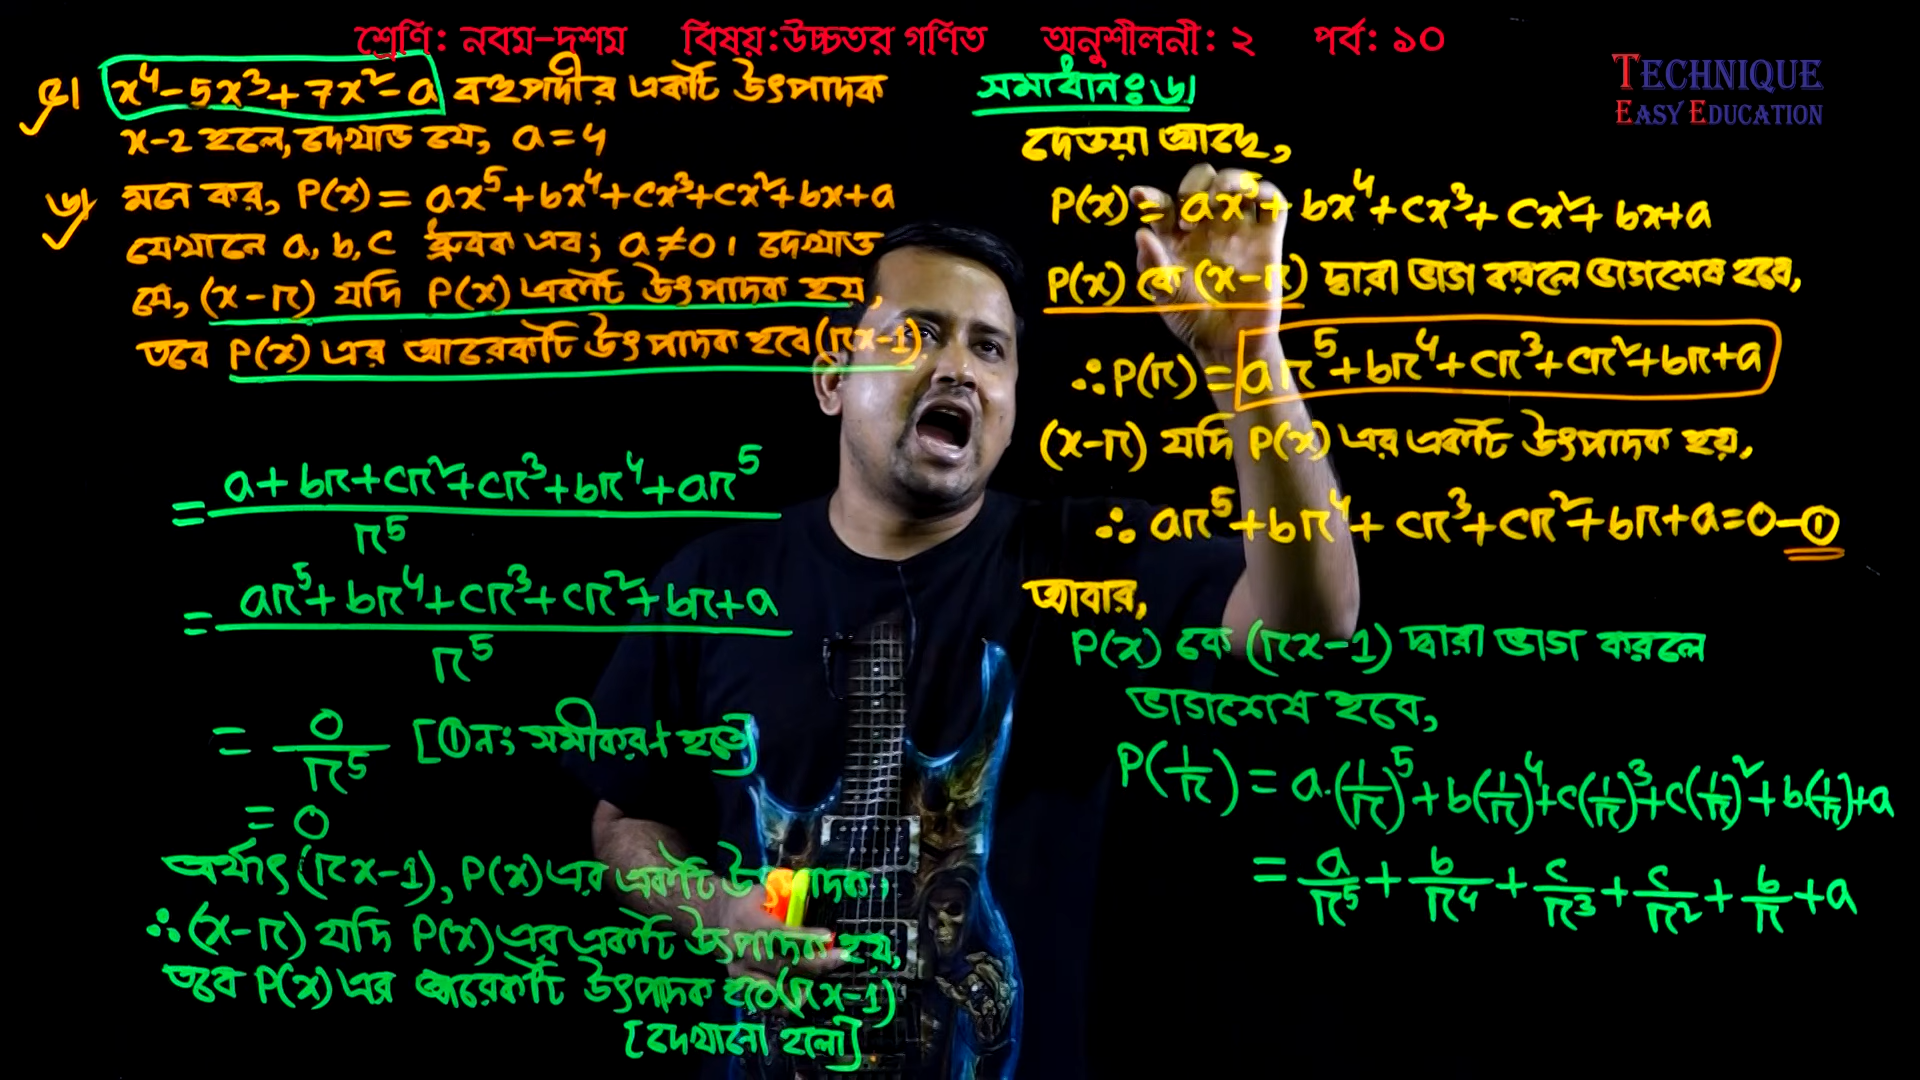 শ্রেণি: নবম-দশম বিষয়:উচ্চতর গণিত অনুশীলনী: ২ পর্ব: ১০
TECHNIQUE
EASY EDUCATION
৫। x⁴-5x³+7x²-a বহুপদীর একটি উৎপাদক
x-2 হলে, দেখাও যে, a=4
৬। মনে কর, P(x) = ax⁵+bx⁴+cx³+cx²+bx+a
যেখানে a, b, c ধ্রুবক এবং a≠0। দেখাও
যে, (x-r) যদি P(x) একটি উৎপাদক হয়,
তবে P(x) এর আরেকটি উৎপাদক হবে (rx-1).
সমাধান: ৬।
দেওয়া আছে,
P(x) = ax⁵+bx⁴+cx³+cx²+bx+a
P(x) কে (x-r) দ্বারা ভাগ করলে ভাগশেষ হবে,
∴P(r) = ar⁵+br⁴+cr³+cr²+br+a
(x-r) যদি P(x) এর একটি উৎপাদক হয়,
∴ ar⁵+br⁴+cr³+cr²+br+a=0-①
আবার,
P(x) কে (rx-1) দ্বারা ভাগ করলে
ভাগশেষ হবে,
P(1/r) = a.(1/r)⁵+b(1/r)⁴+c(1/r)³+c(1/r)²+b.(1/r)+a
= a/r⁵ + b/r⁴ + c/r³ + c/r² + b/r + a
= (a+br+cr²+cr³+br⁴+ar⁵)/r⁵
= (ar⁵+br⁴+cr³+cr²+br+a)/r⁵
= 0/r⁵ [①নং সমীকরণ হতে]
= 0
অর্থাৎ (rx-1), P(x) এর একটি উৎপাদক
∴(x-r) যদি P(x) এর একটি উৎপাদক হয়,
তবে P(x) এর আরেকটি উৎপাদক হবে (rx-1)
[দেখানো হলো]